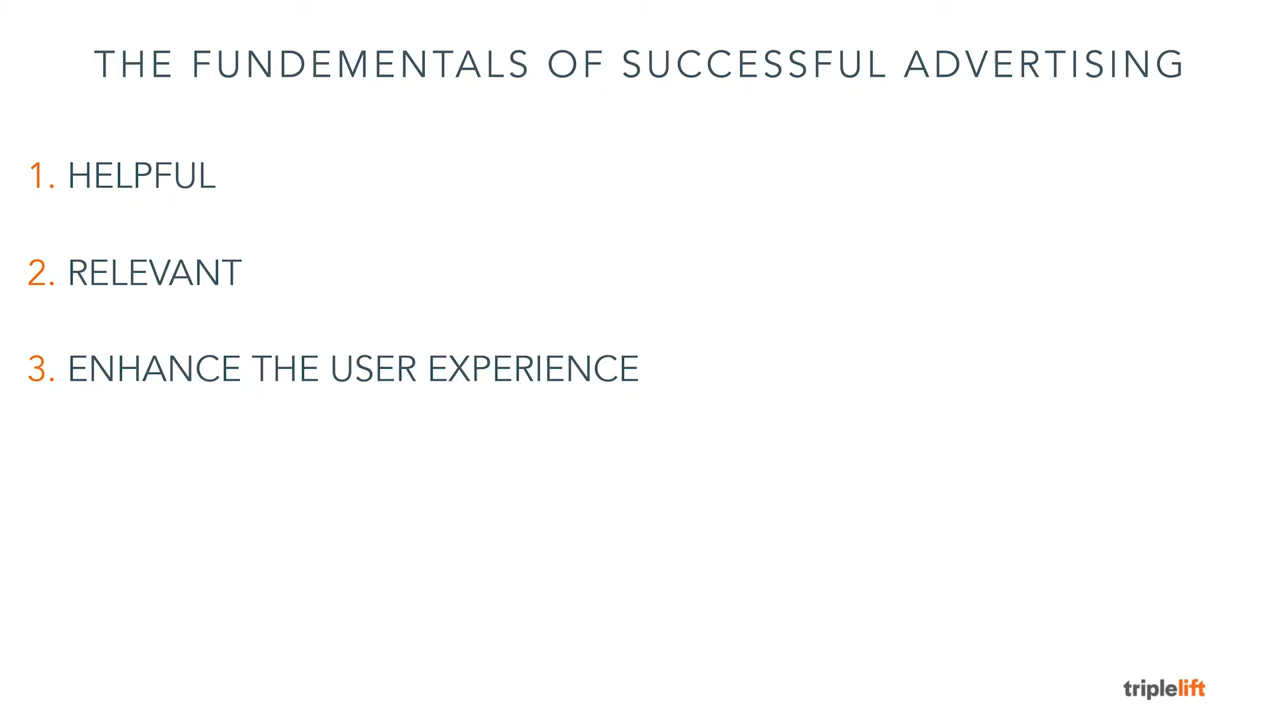 THE FUNDEMENTALS OF SUCCESSFUL ADVERTISING
1. HELPFUL
2. RELEVANT
3. ENHANCE THE USER EXPERIENCE
triplelift